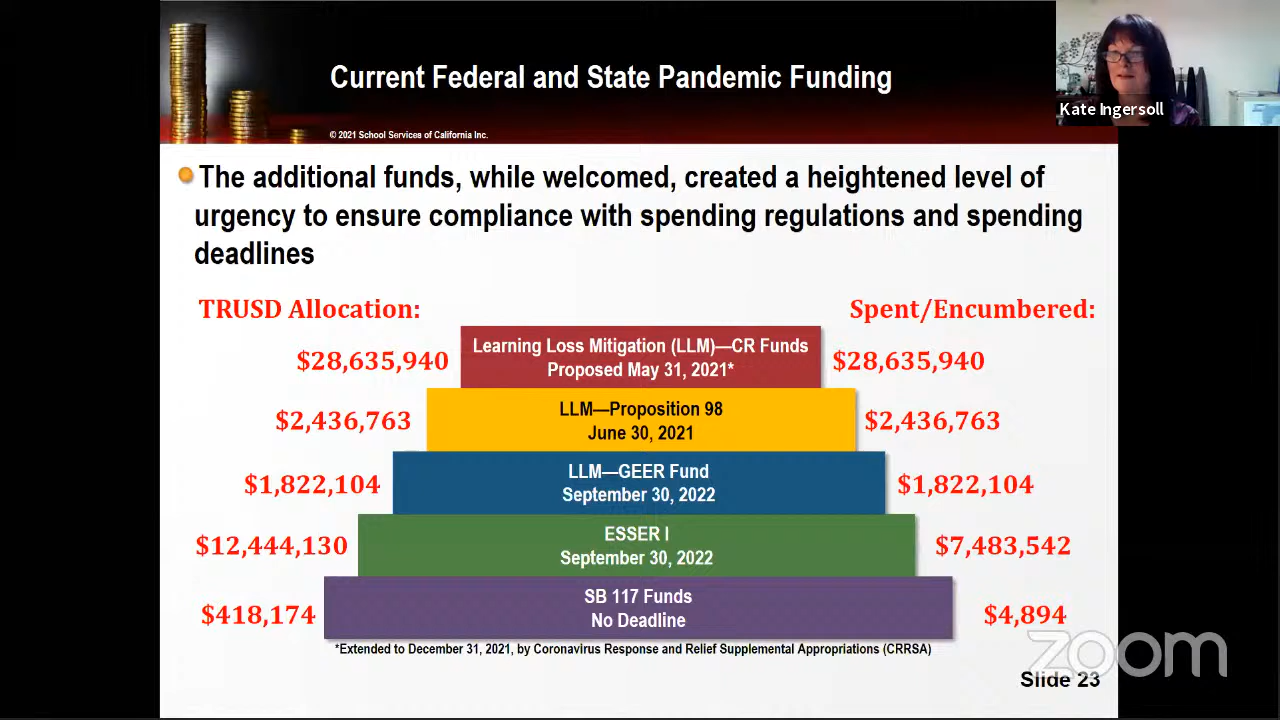 Current Federal and State Pandemic Funding
© 2021 School Services of California Inc.
Kate Ingersoll
The additional funds, while welcomed, created a heightened level of
urgency to ensure compliance with spending regulations and spending
deadlines
TRUSD Allocation:
Spent/Encumbered:
$28,635,940
Learning Loss Mitigation (LLM)—CR Funds
Proposed May 31, 2021*
$28,635,940
$2,436,763
LLM—Proposition 98
June 30, 2021
$2,436,763
$1,822,104
LLM—GEER Fund
September 30, 2022
$1,822,104
$12,444,130
ESSER I
September 30, 2022
$7,483,542
$418,174
SB 117 Funds
No Deadline
$4,894
*Extended to December 31, 2021, by Coronavirus Response and Relief Supplemental Appropriations (CRRSA)
zoom
Slide 23